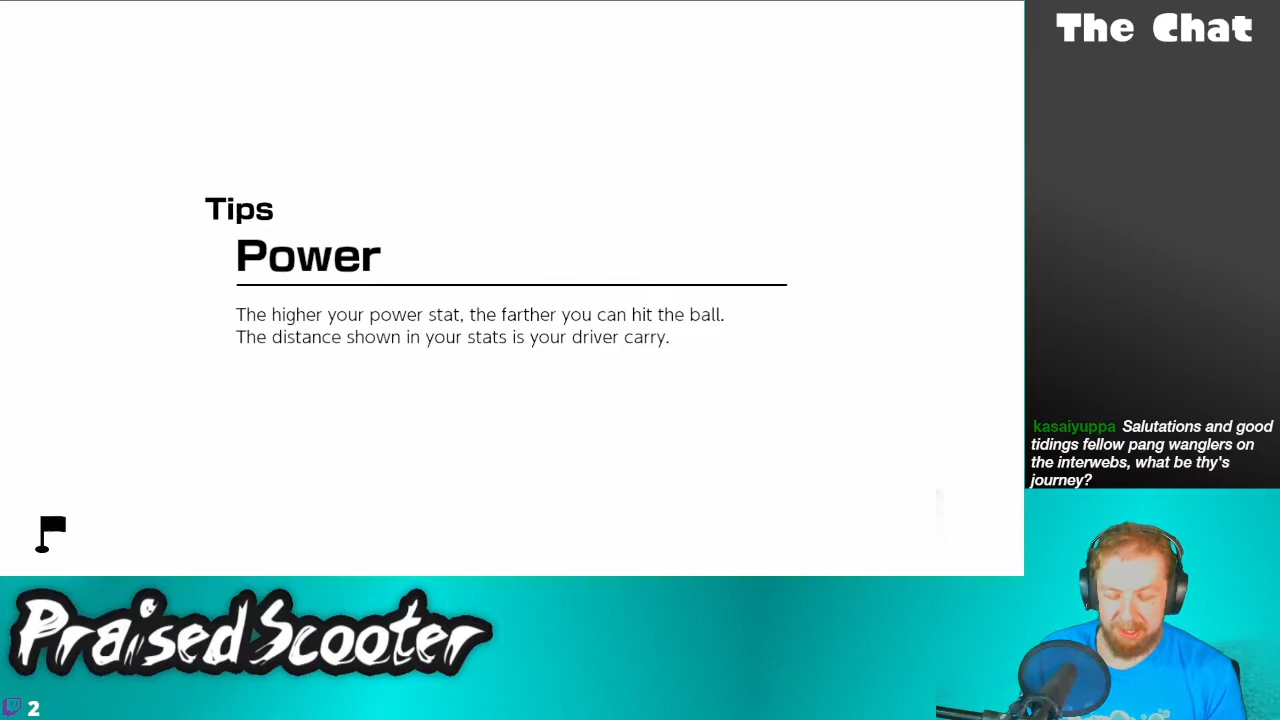 The Chat
Tips
Power
The higher your power stat, the farther you can hit the ball.
The distance shown in your stats is your driver carry.
kasaiyuppa Salutations and good
tidings fellow pang wanglers on
the interwebs, what be thy's
journey?
PraisedScooter
2